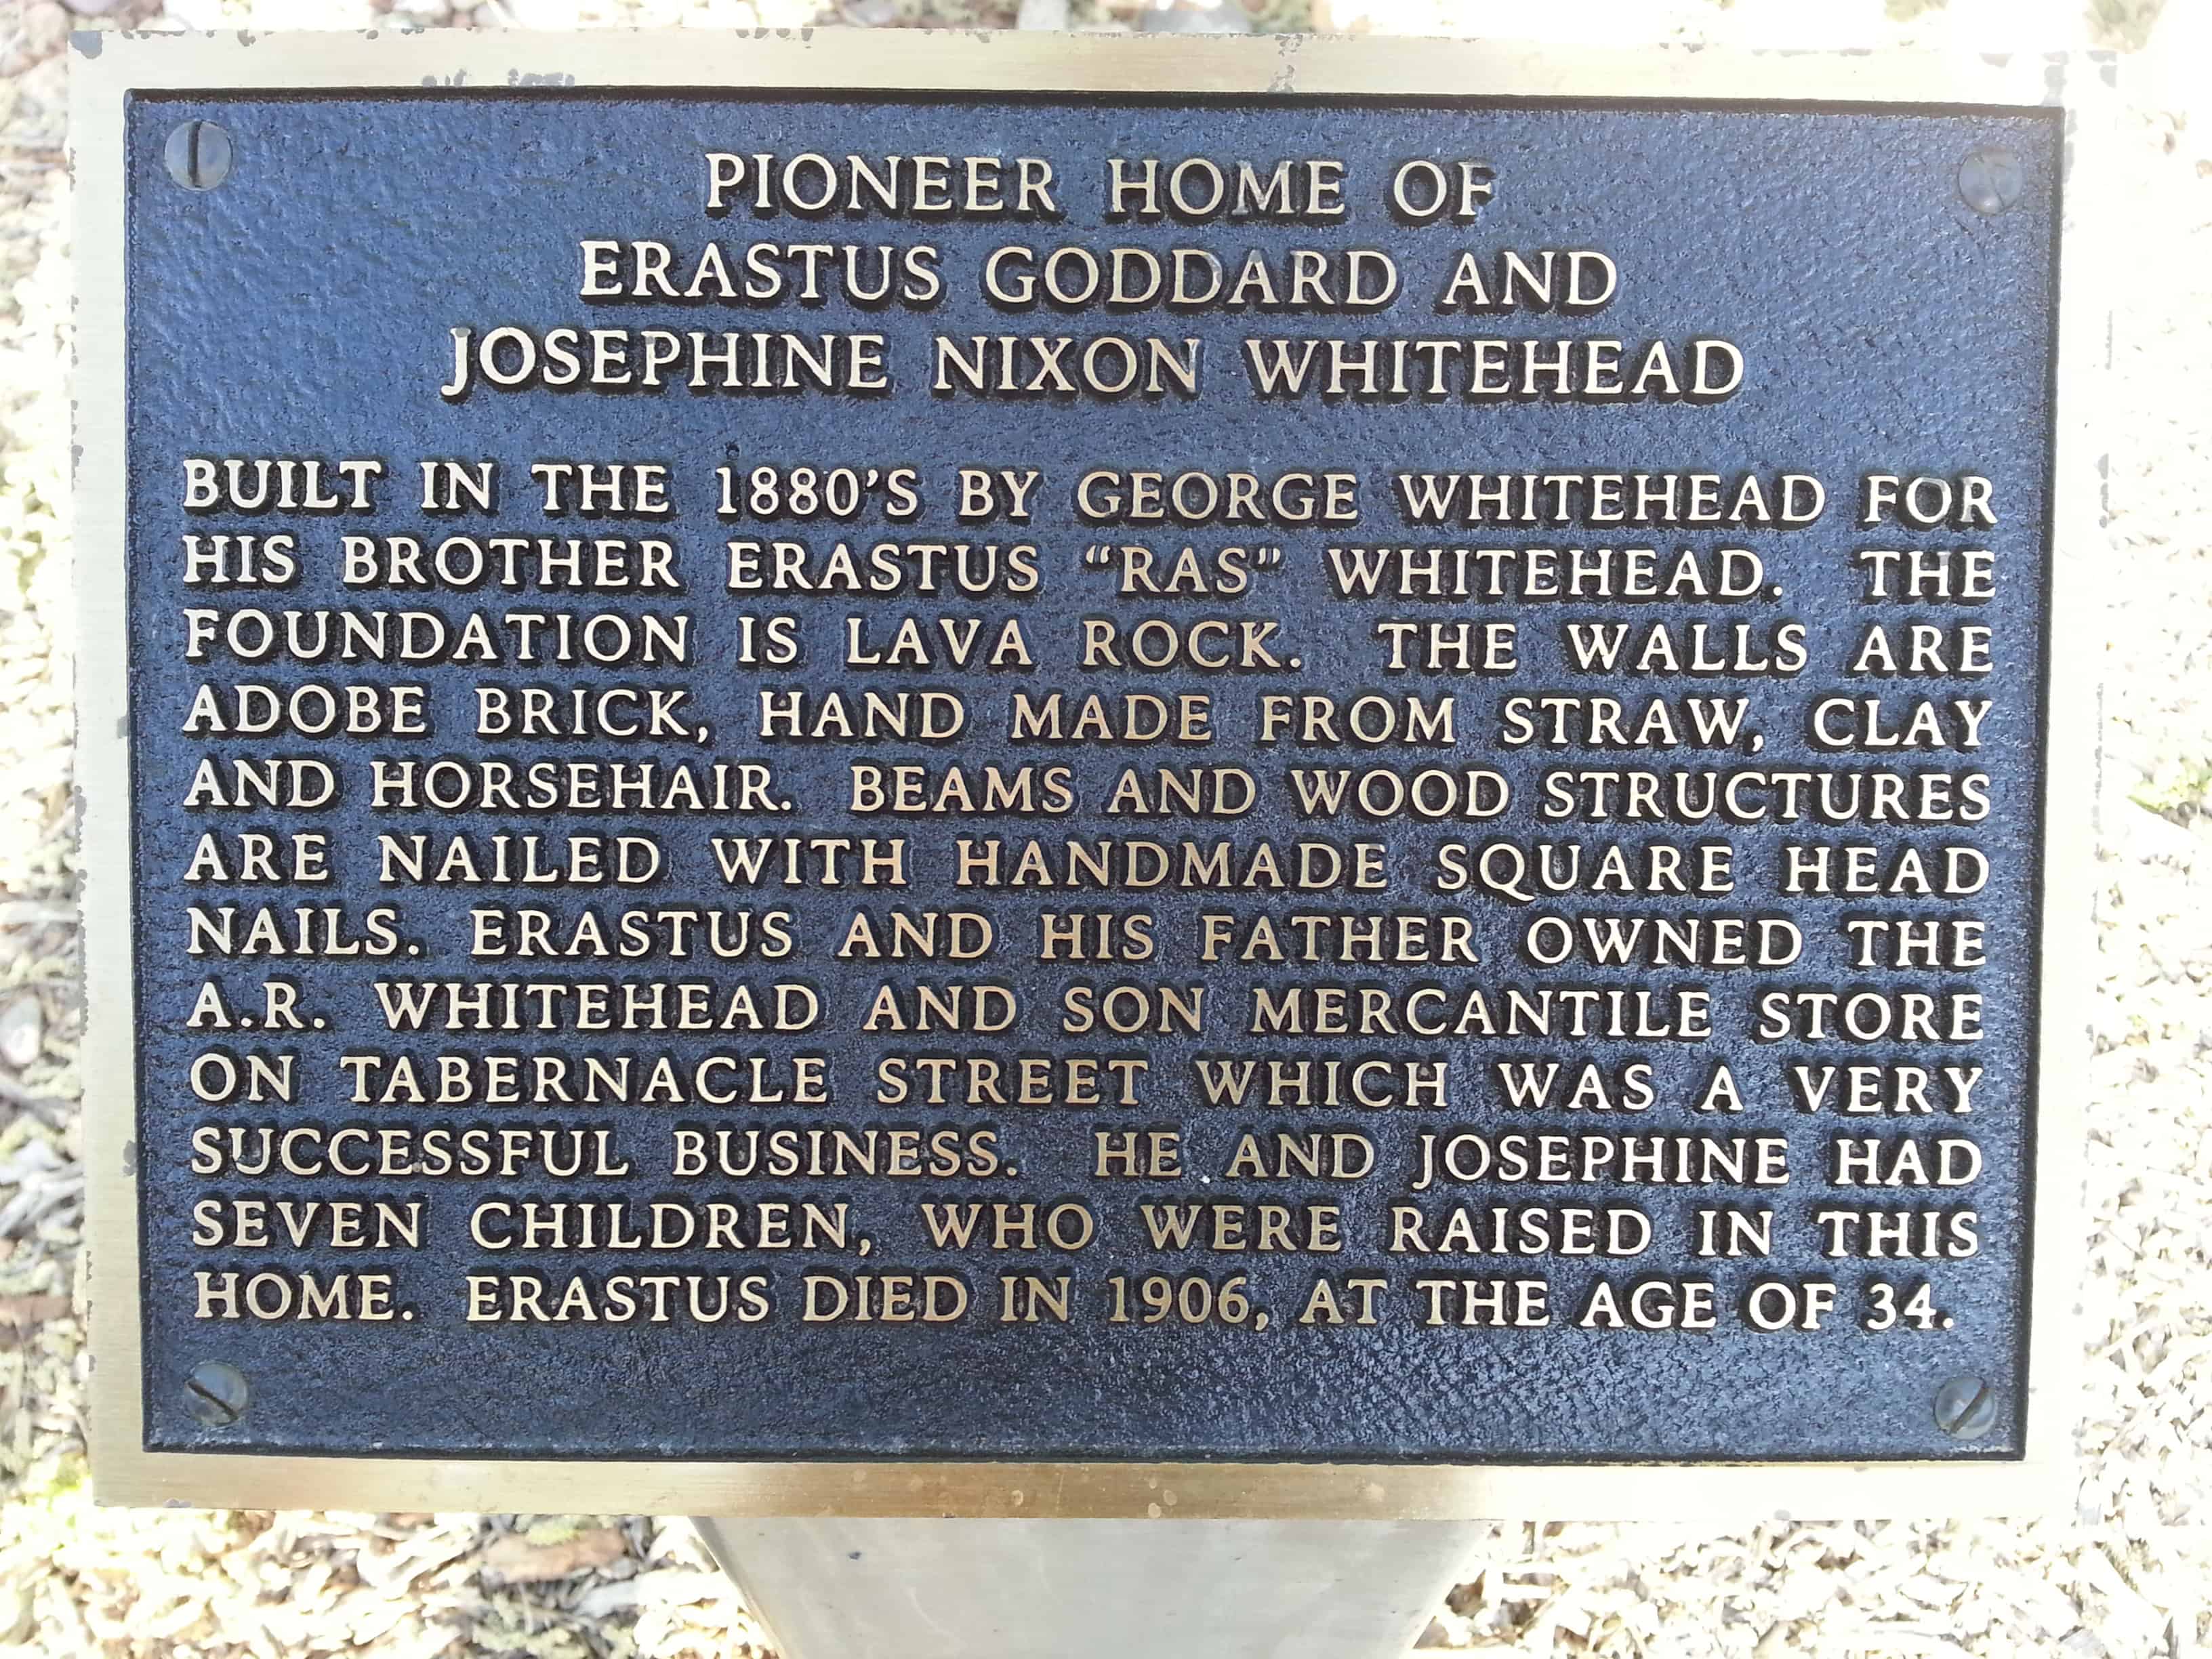 PIONEER HOME OF
ERASTUS GODDARD AND
JOSEPHINE NIXON WHITEHEAD
BUILT IN THE 1880'S BY GEORGE WHITEHEAD FOR
HIS BROTHER ERASTUS “RAS” WHITEHEAD. THE
FOUNDATION IS LAVA ROCK. THE WALLS ARE
ADOBE BRICK, HAND MADE FROM STRAW, CLAY
AND HORSEHAIR. BEAMS AND WOOD STRUCTURES
ARE NAILED WITH HANDMADE SQUARE HEAD
NAILS. ERASTUS AND HIS FATHER OWNED THE
A.R. WHITEHEAD AND SON MERCANTILE STORE
ON TABERNACLE STREET WHICH WAS A VERY
SUCCESSFUL BUSINESS. HE AND JOSEPHINE HAD
SEVEN CHILDREN, WHO WERE RAISED IN THIS
HOME. ERASTUS DIED IN 1906, AT THE AGE OF 34.